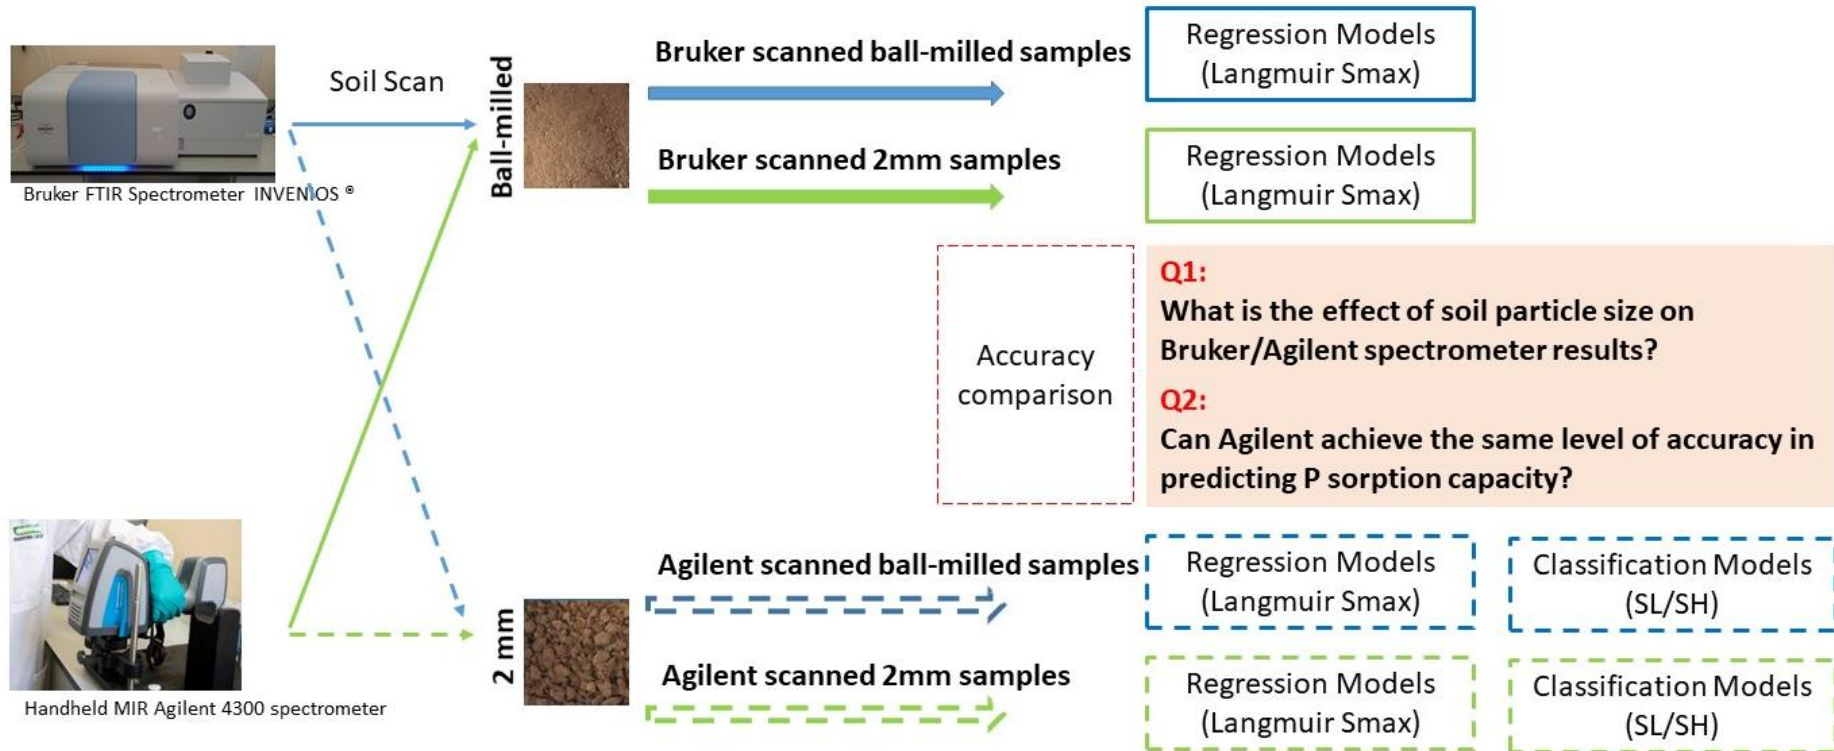 Soil Scan
Bruker FTIR Spectrometer INVENIOS ®
Ball-milled
Bruker scanned ball-milled samples
Regression Models
(Langmuir Smax)
Bruker scanned 2mm samples
Regression Models
(Langmuir Smax)
Accuracy
comparison
Q1:
What is the effect of soil particle size on
Bruker/Agilent spectrometer results?
Q2:
Can Agilent achieve the same level of accuracy in
predicting P sorption capacity?
Handheld MIR Agilent 4300 spectrometer
2 mm
Agilent scanned ball-milled samples
Regression Models
(Langmuir Smax)
Classification Models
(SL/SH)
Agilent scanned 2mm samples
Regression Models
(Langmuir Smax)
Classification Models
(SL/SH)